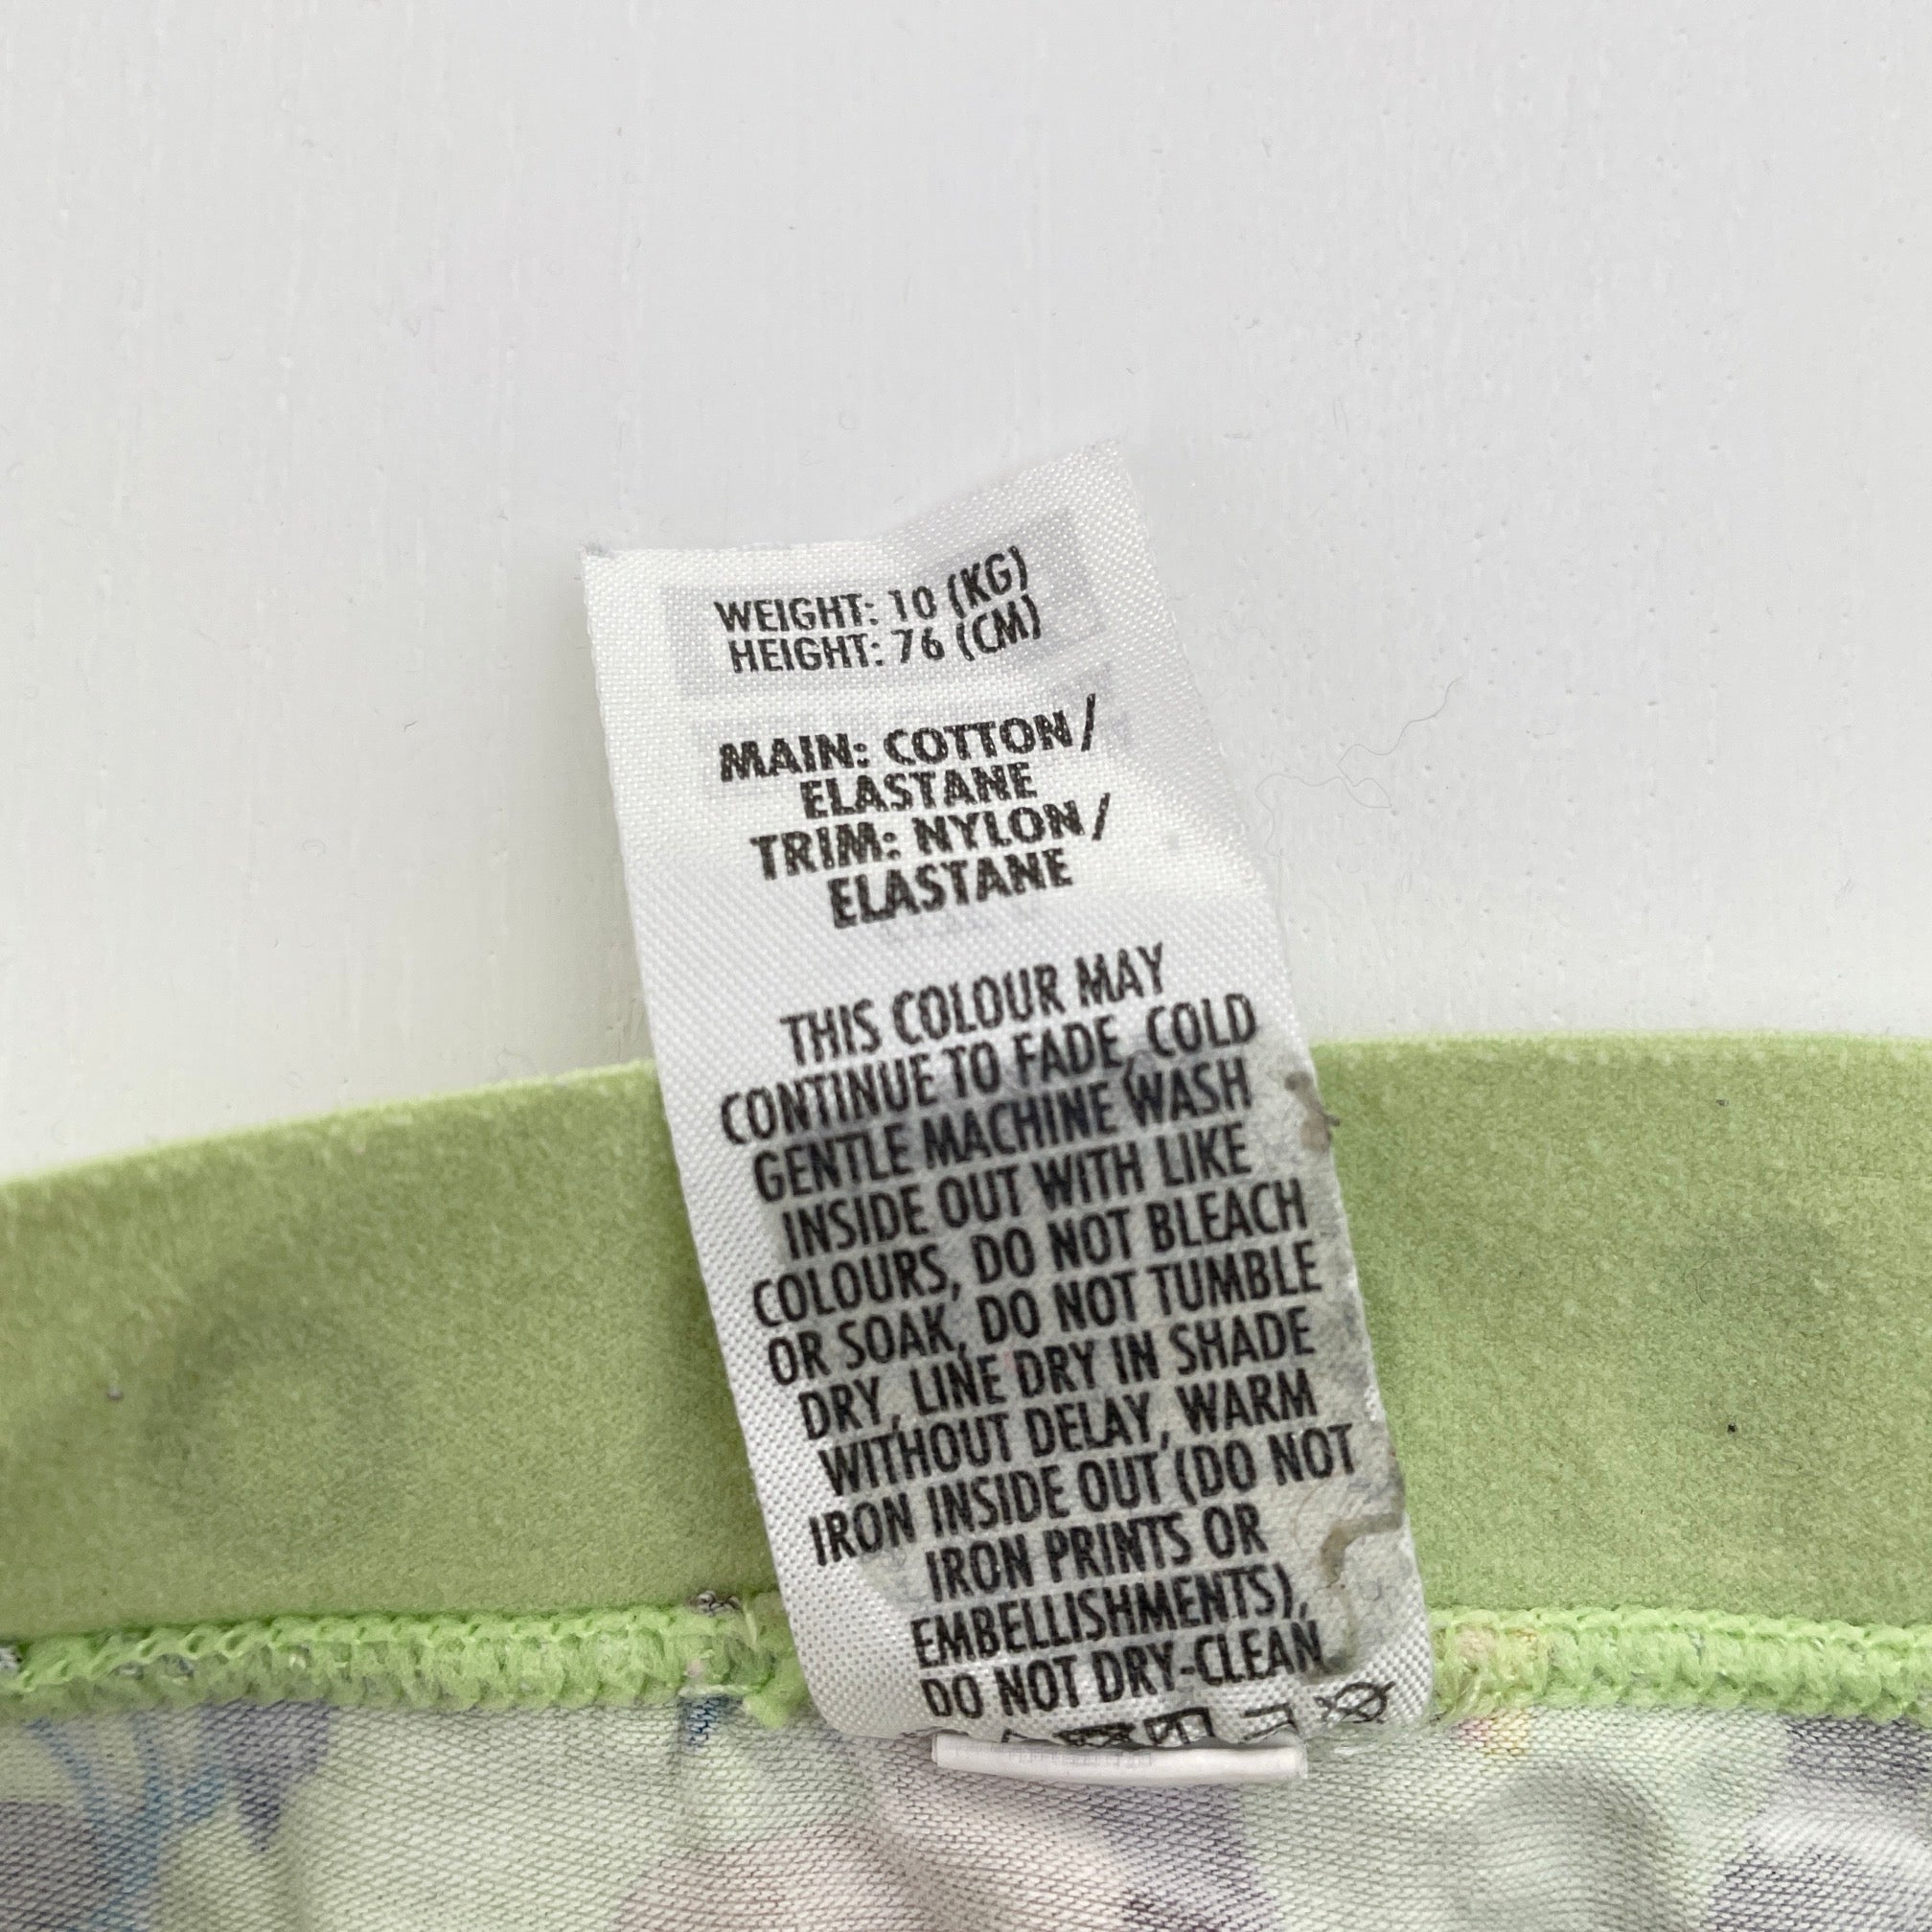 WEIGHT: 10 (KG)
HEIGHT: 76 (CM)
MAIN: COTTON/
ELASTANE
TRIM: NYLON/
ELASTANE
THIS COLOUR MAY
CONTINUE TO FADE, COLD
GENTLE MACHINE WASH
INSIDE OUT WITH LIKE
COLOURS, DO NOT BLEACH
OR SOAK, DO NOT TUMBLE
DRY, LINE DRY IN SHADE
WITHOUT DELAY, WARM
IRON INSIDE OUT (DO NOT
IRON PRINTS OR
EMBELLISHMENTS),
DO NOT DRY-CLEAN